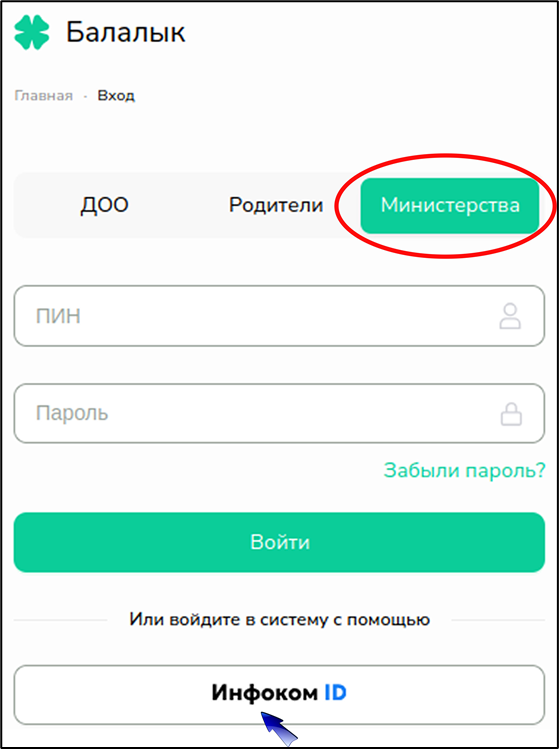 Балалык
Главная · Вход
ДОО Родители Министерства
ПИН
Пароль
Забыли пароль?
Войти
Или войдите в систему с помощью
Инфоком ID